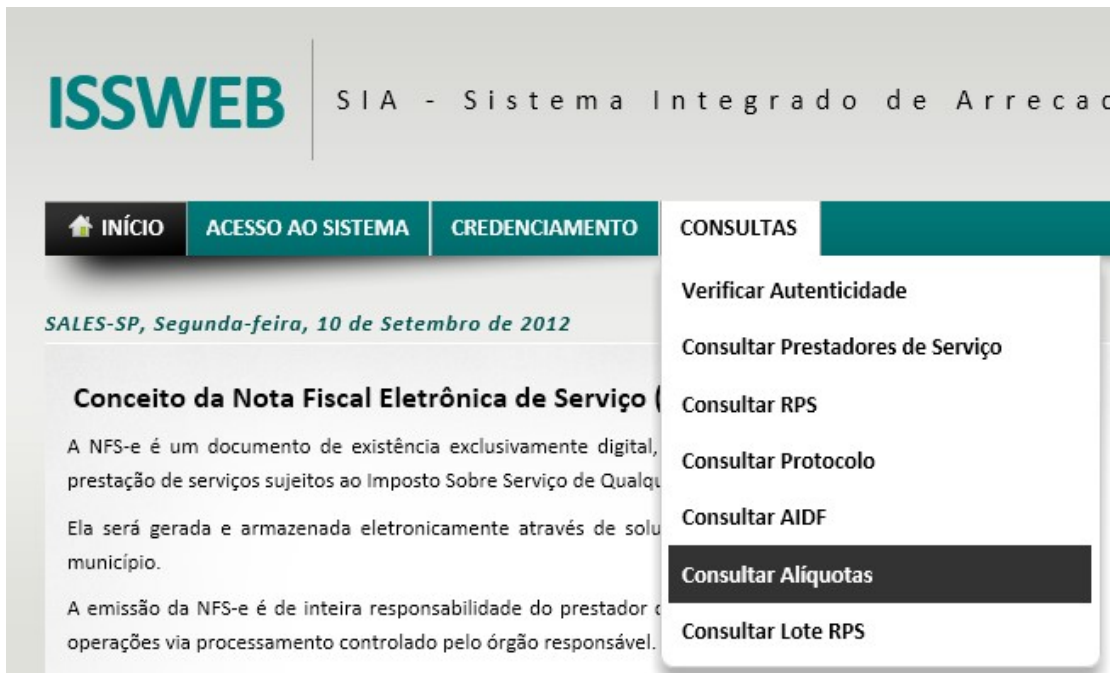 ISSWEB
SIA - Sistema Integrado de
INÍCIO
ACESSO AO SISTEMA
CREDENCIAMENTO
CONSULTAS
Verificar Autenticidade
Consultar Prestadores de Serviço
Consultar RPS
Consultar Protocolo
Consultar AIDF
Consultar Alíquotas
Consultar Lote RPS
SALES-SP, Segunda-feira, 10 de Setembro de 2012
Conceito da Nota Fiscal Eletrônica de Serviço (
A NFS-e é um documento de existência exclusivamente digital,
prestação de serviços sujeitos ao Imposto Sobre Serviço de
Ela será gerada e armazenada eletronicamente através de
município.
A emissão da NFS-e é de inteira responsabilidade do prestador
operações via processamento controlado pelo órgão responsável.